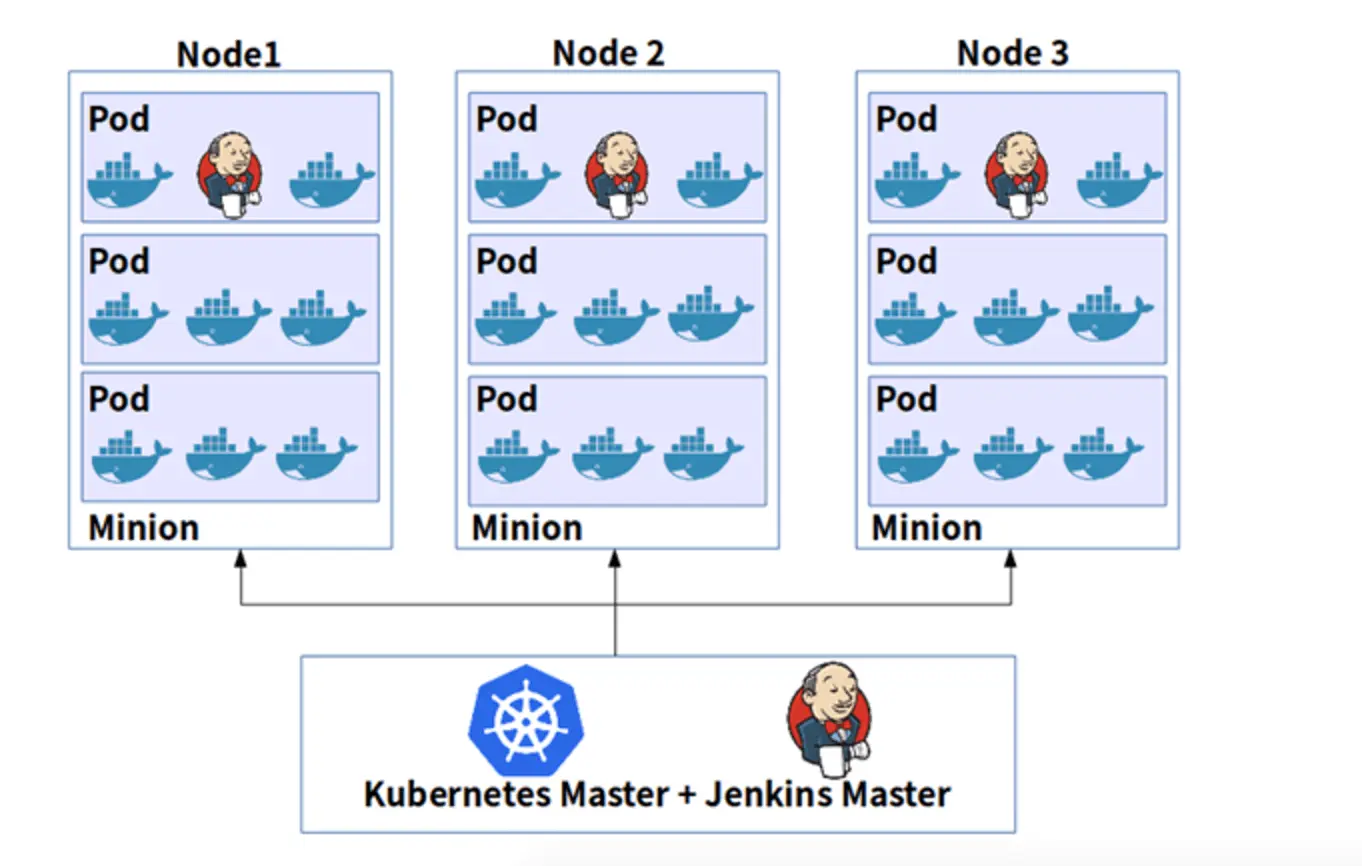 Node1
Pod
Pod
Pod
Minion
Node 2
Pod
Pod
Pod
Minion
Node 3
Pod
Pod
Pod
Minion
Kubernetes Master + Jenkins Master